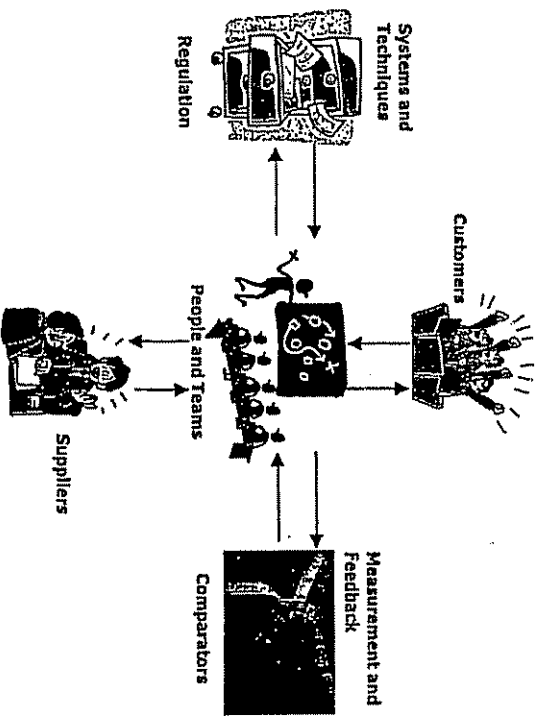 Customers
Systems and
Techniques
Regulation
People and Teams
Measurement and
Feedback
Comparators
Suppliers